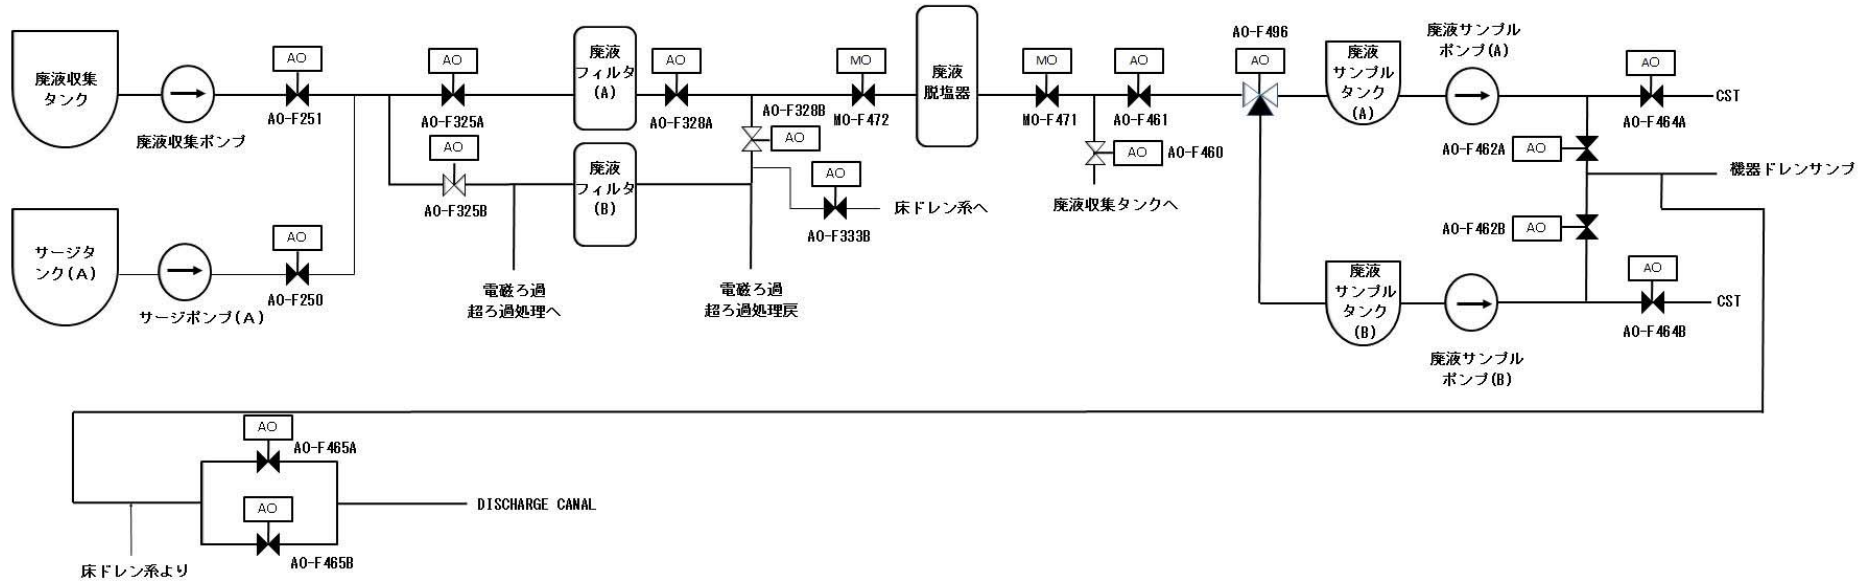 廃液収集
タンク
廃液収集ポンプ
AO
AO-F251
AO
AO-F325A
廃液
フィルタ
(A)
AO
AO-F328A
AO-F328B
AO
MO
MO-F472
廃液
脱塩器
MO
MO-F471
AO
AO-F461
AO
AO-F460
廃液収集タンクへ
AO-F496
AO
廃液
サンプル
タンク
(A)
廃液サンプル
ポンプ(A)
AO
AO-F464A
CST
AO-F462A
AO
機器ドレンサンプ
AO-F462B
AO
AO
AO-F464B
CST
廃液
サンプル
タンク
(B)
廃液サンプル
ポンプ(B)
AO
AO-F325B
廃液
フィルタ
(B)
AO
AO-F333B
床ドレン系へ
サージタ
ンク(A)
サージポンプ(A)
AO
AO-F250
電磁ろ過
超ろ過処理へ
電磁ろ過
超ろ過処理戻
AO
AO-F465A
AO
AO-F465B
DISCHARGE CANAL
床ドレン系より